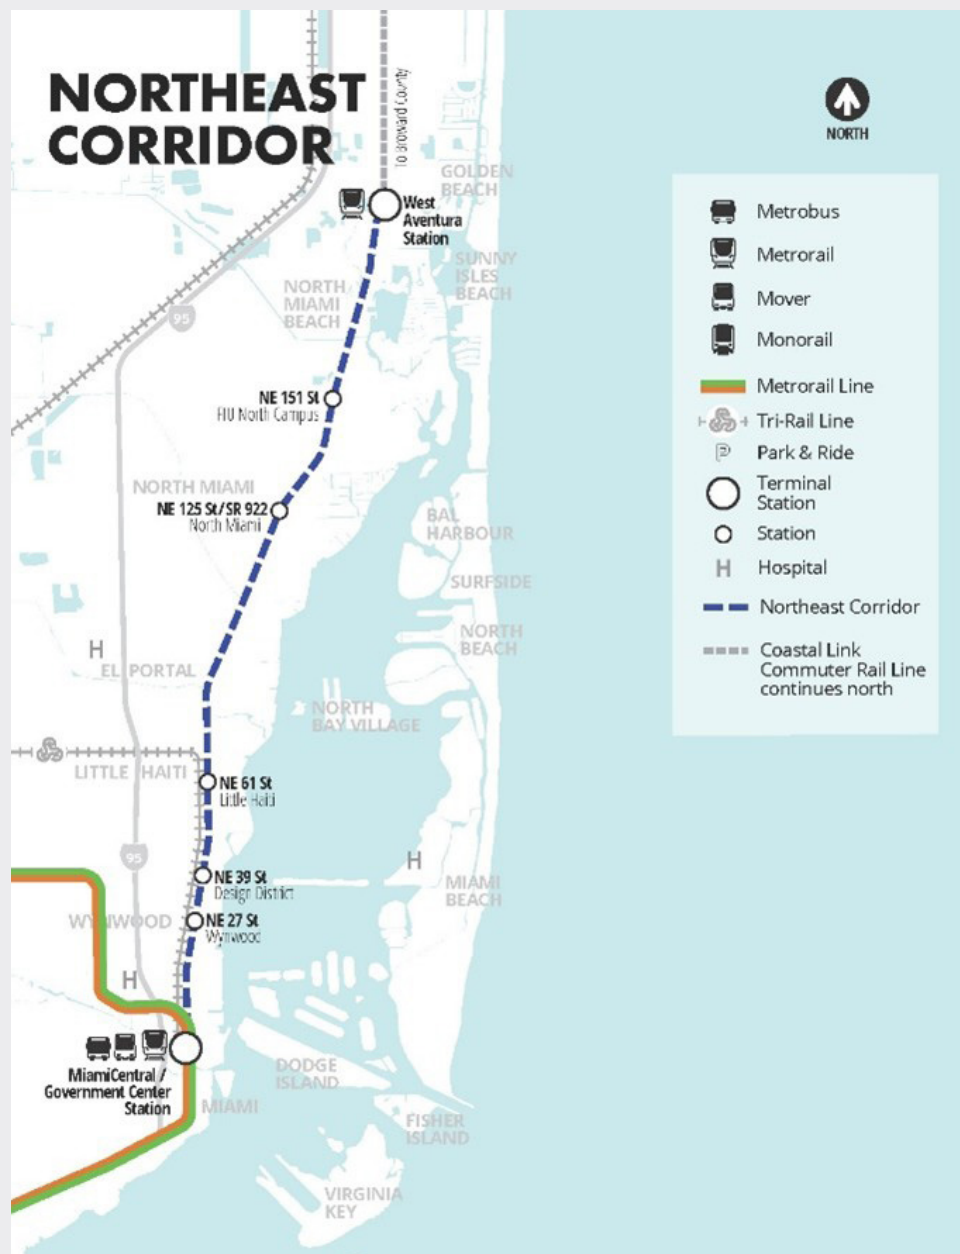 NORTHEAST
CORRIDOR
To Broward County
NORTH
GOLDEN
BEACH
West
Aventura
Station
SUNNY
ISLES
BEACH
NORTH
MIAMI
BEACH
95
NE 151 St
FIU North Campus
NORTH MIAMI
NE 125 St/SR 922
North Miami
BAL
HARBOUR
SURFSIDE
NORTH
BEACH
H
EL PORTAL
NORTH
BAY VILLAGE
LITTLE HAITI
NE 61 St
Little Haiti
95
H
NE 39 St
Design District
MIAMI
BEACH
WYNWOOD
NE 27 St
Wynwood
H
MiamiCentral /
Government Center
Station
MIAMI
DODGE
ISLAND
FISHER
ISLAND
VIRGINIA
KEY
Metrobus
Metrorail
Mover
Monorail
Metrorail Line
Tri-Rail Line
P Park & Ride
Terminal
Station
Station
H Hospital
Northeast Corridor
Coastal Link
Commuter Rail Line
continues north